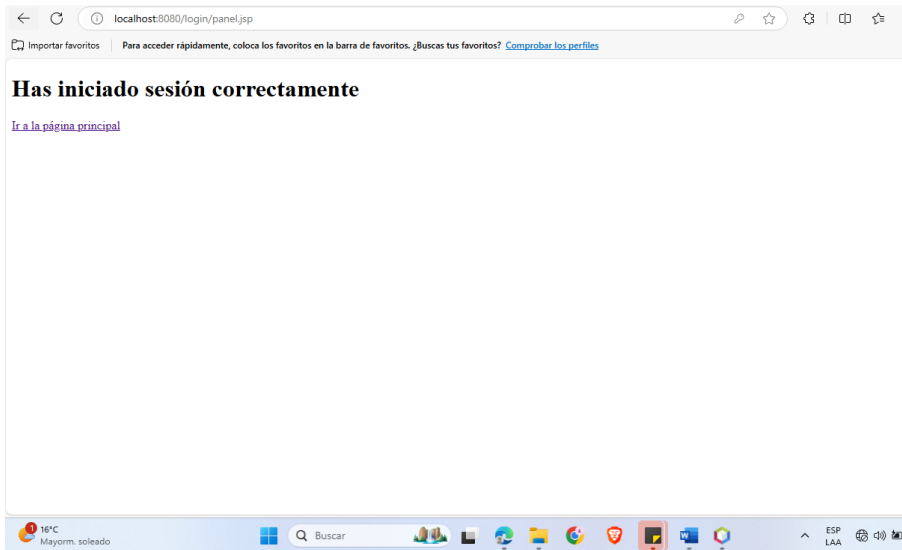 localhost:8080/login/panel.jsp
Importar favoritos Para acceder rápidamente, coloca los favoritos en la barra de favoritos. ¿Buscas tus favoritos? Comprobar los perfiles
Has iniciado sesión correctamente
Ir a la página principal
1 16°C
Mayorm. soleado
Buscar
ESP
LAA